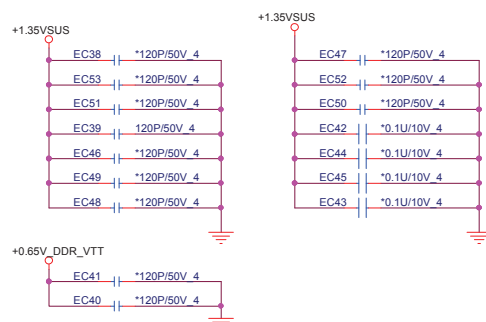 +1.35VSUS
EC38 *120P/50V_4
EC53 *120P/50V_4
EC51 *120P/50V_4
EC39 120P/50V_4
EC46 *120P/50V_4
EC49 *120P/50V_4
EC48 *120P/50V_4
+1.35VSUS
EC47 *120P/50V_4
EC52 *120P/50V_4
EC50 *120P/50V_4
EC42 *0.1U/10V_4
EC44 *0.1U/10V_4
EC45 *0.1U/10V_4
EC43 *0.1U/10V_4
+0.65V_DDR_VTT
EC41 *120P/50V_4
EC40 *120P/50V_4